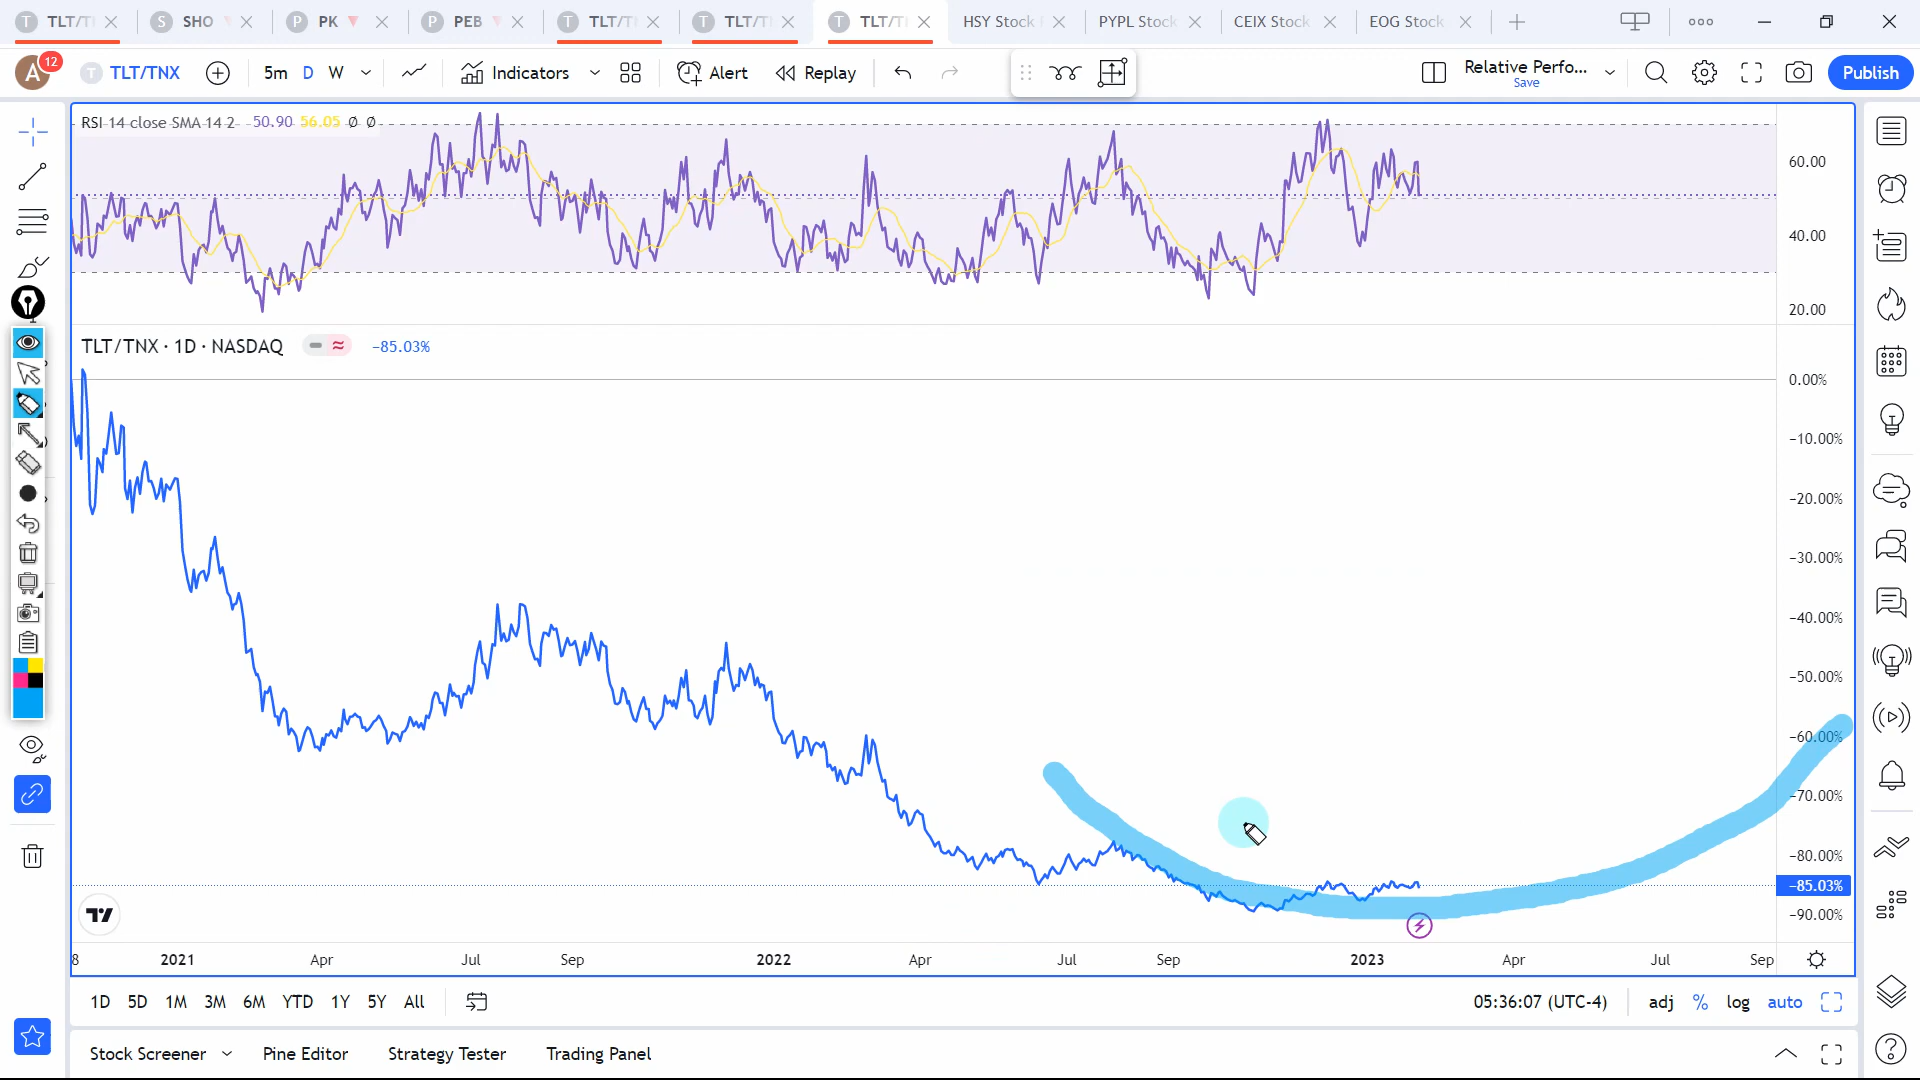 TLT/T
SHO
PK
PEB
TLT/T
TLT/T
TLT/T
HSY Stock
PYPL Stock
CEIX Stock
EOG Stock
A
12
T
TLT/TNX
5m
D
W
Indicators
Alert
Replay
Relative Perfo...
Save
Publish
RSI 14 close SMA 14 2 50.90 56.05 Ø Ø
60.00
40.00
20.00
TLT/TNX · 1D · NASDAQ
−85.03%
0.00%
−10.00%
−20.00%
−30.00%
−40.00%
−50.00%
−60.00%
−70.00%
−80.00%
−85.03%
−90.00%
8
2021
Apr
Jul
Sep
2022
Apr
Jul
Sep
2023
Apr
Jul
Sep
1D
5D
1M
3M
6M
YTD
1Y
5Y
All
05:36:07 (UTC-4)
adj
%
log
auto
Stock Screener
Pine Editor
Strategy Tester
Trading Panel